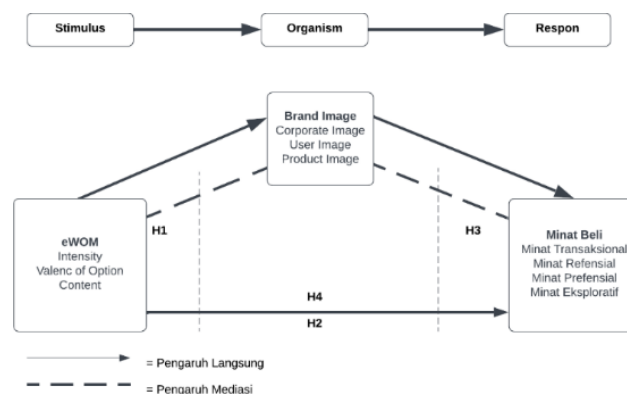 Stimulus
Organism
Respon
Brand Image
Corporate Image
User Image
Product Image
eWOM
Intensity
Valenc of Option
Content
H1
H3
Minat Beli
Minat Transaksional
Minat Refensial
Minat Prefensial
Minat Eksploratif
H4
H2
= Pengaruh Langsung
= Pengaruh Mediasi